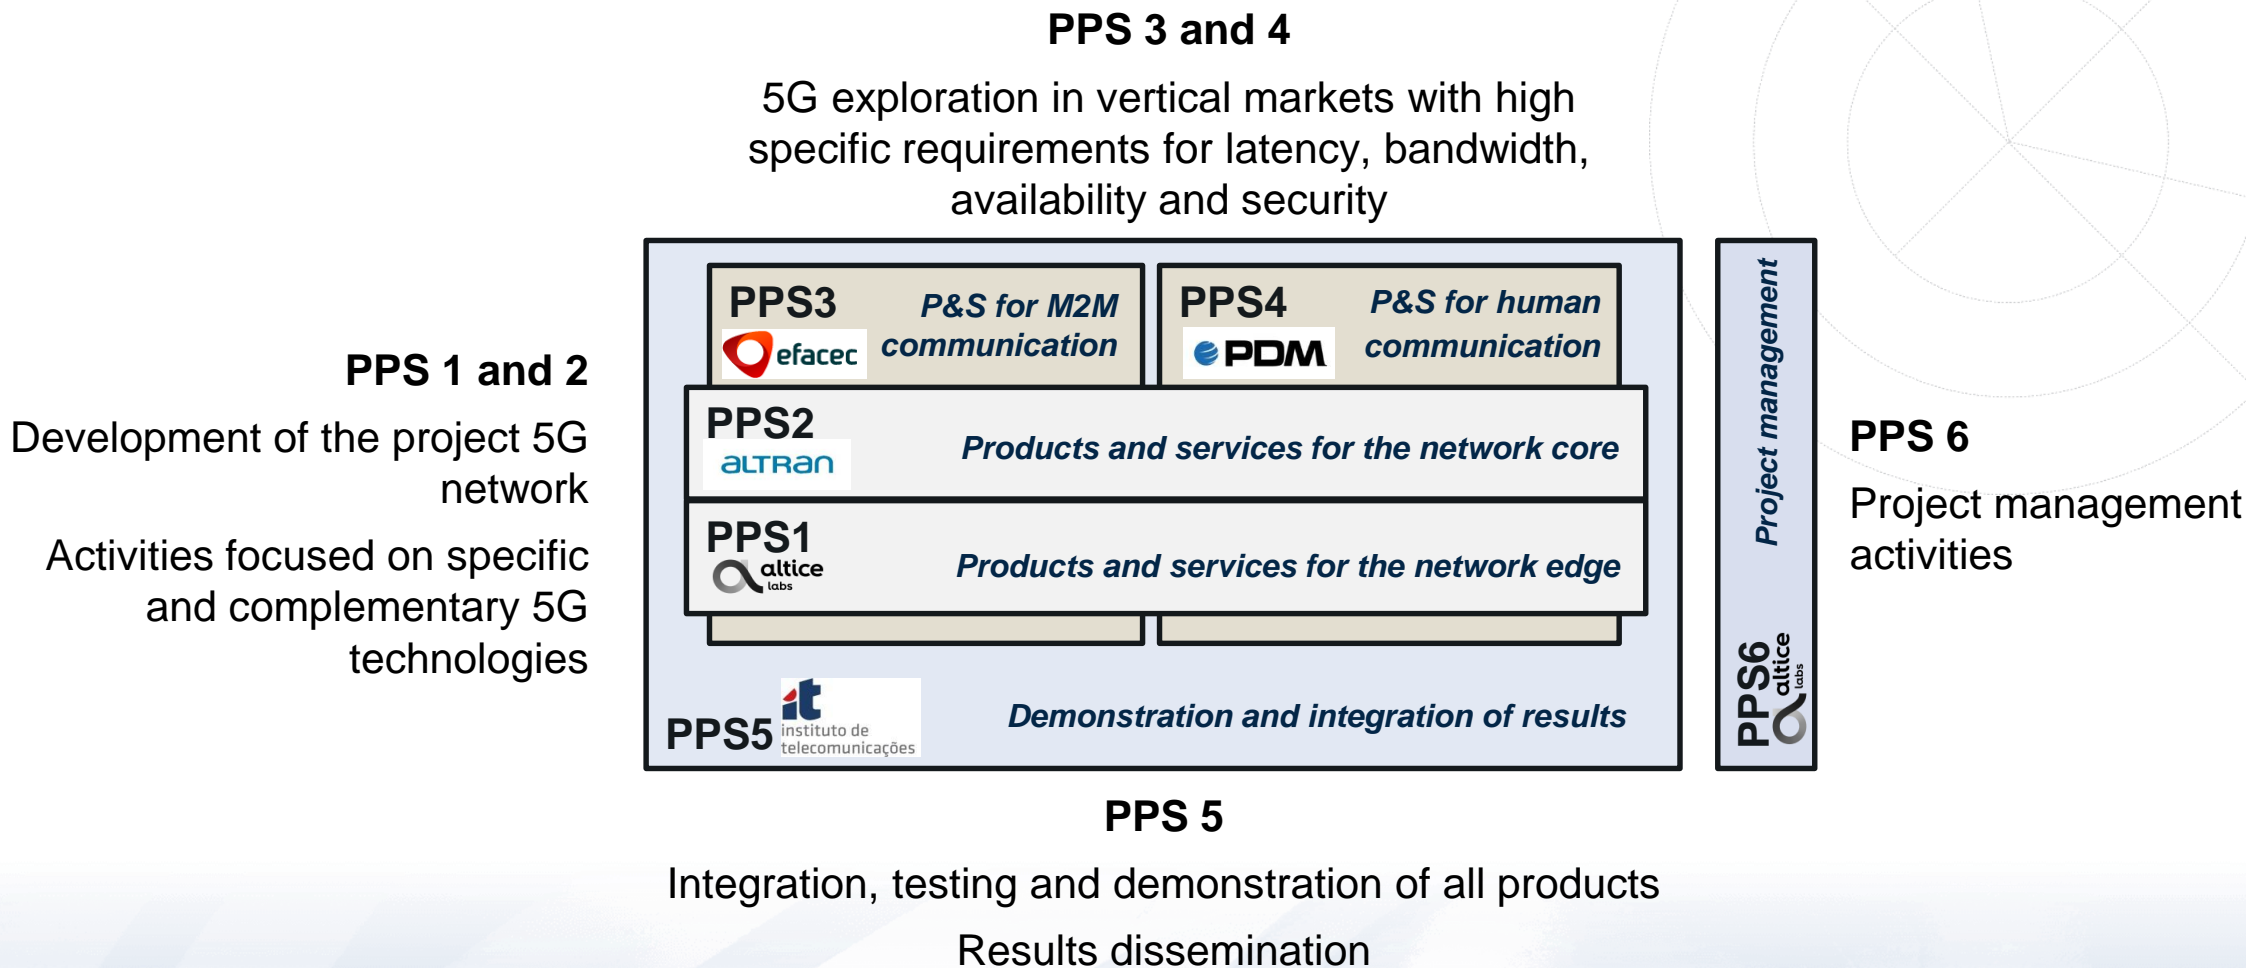 PPS 3 and 4
5G exploration in vertical markets with high
specific requirements for latency, bandwidth,
availability and security
PPS 1 and 2
Development of the project 5G
network
Activities focused on specific
and complementary 5G
technologies
PPS3
P&S for M2M
communication
efacec
PPS4
P&S for human
communication
PDM
PPS2
altran
Products and services for the network core
PPS1
altice
labs
Products and services for the network edge
PPS5
it
instituto de
telecomunicações
Demonstration and integration of results
Project management
PPS6
altice
labs
PPS 6
Project management
activities
PPS 5
Integration, testing and demonstration of all products
Results dissemination